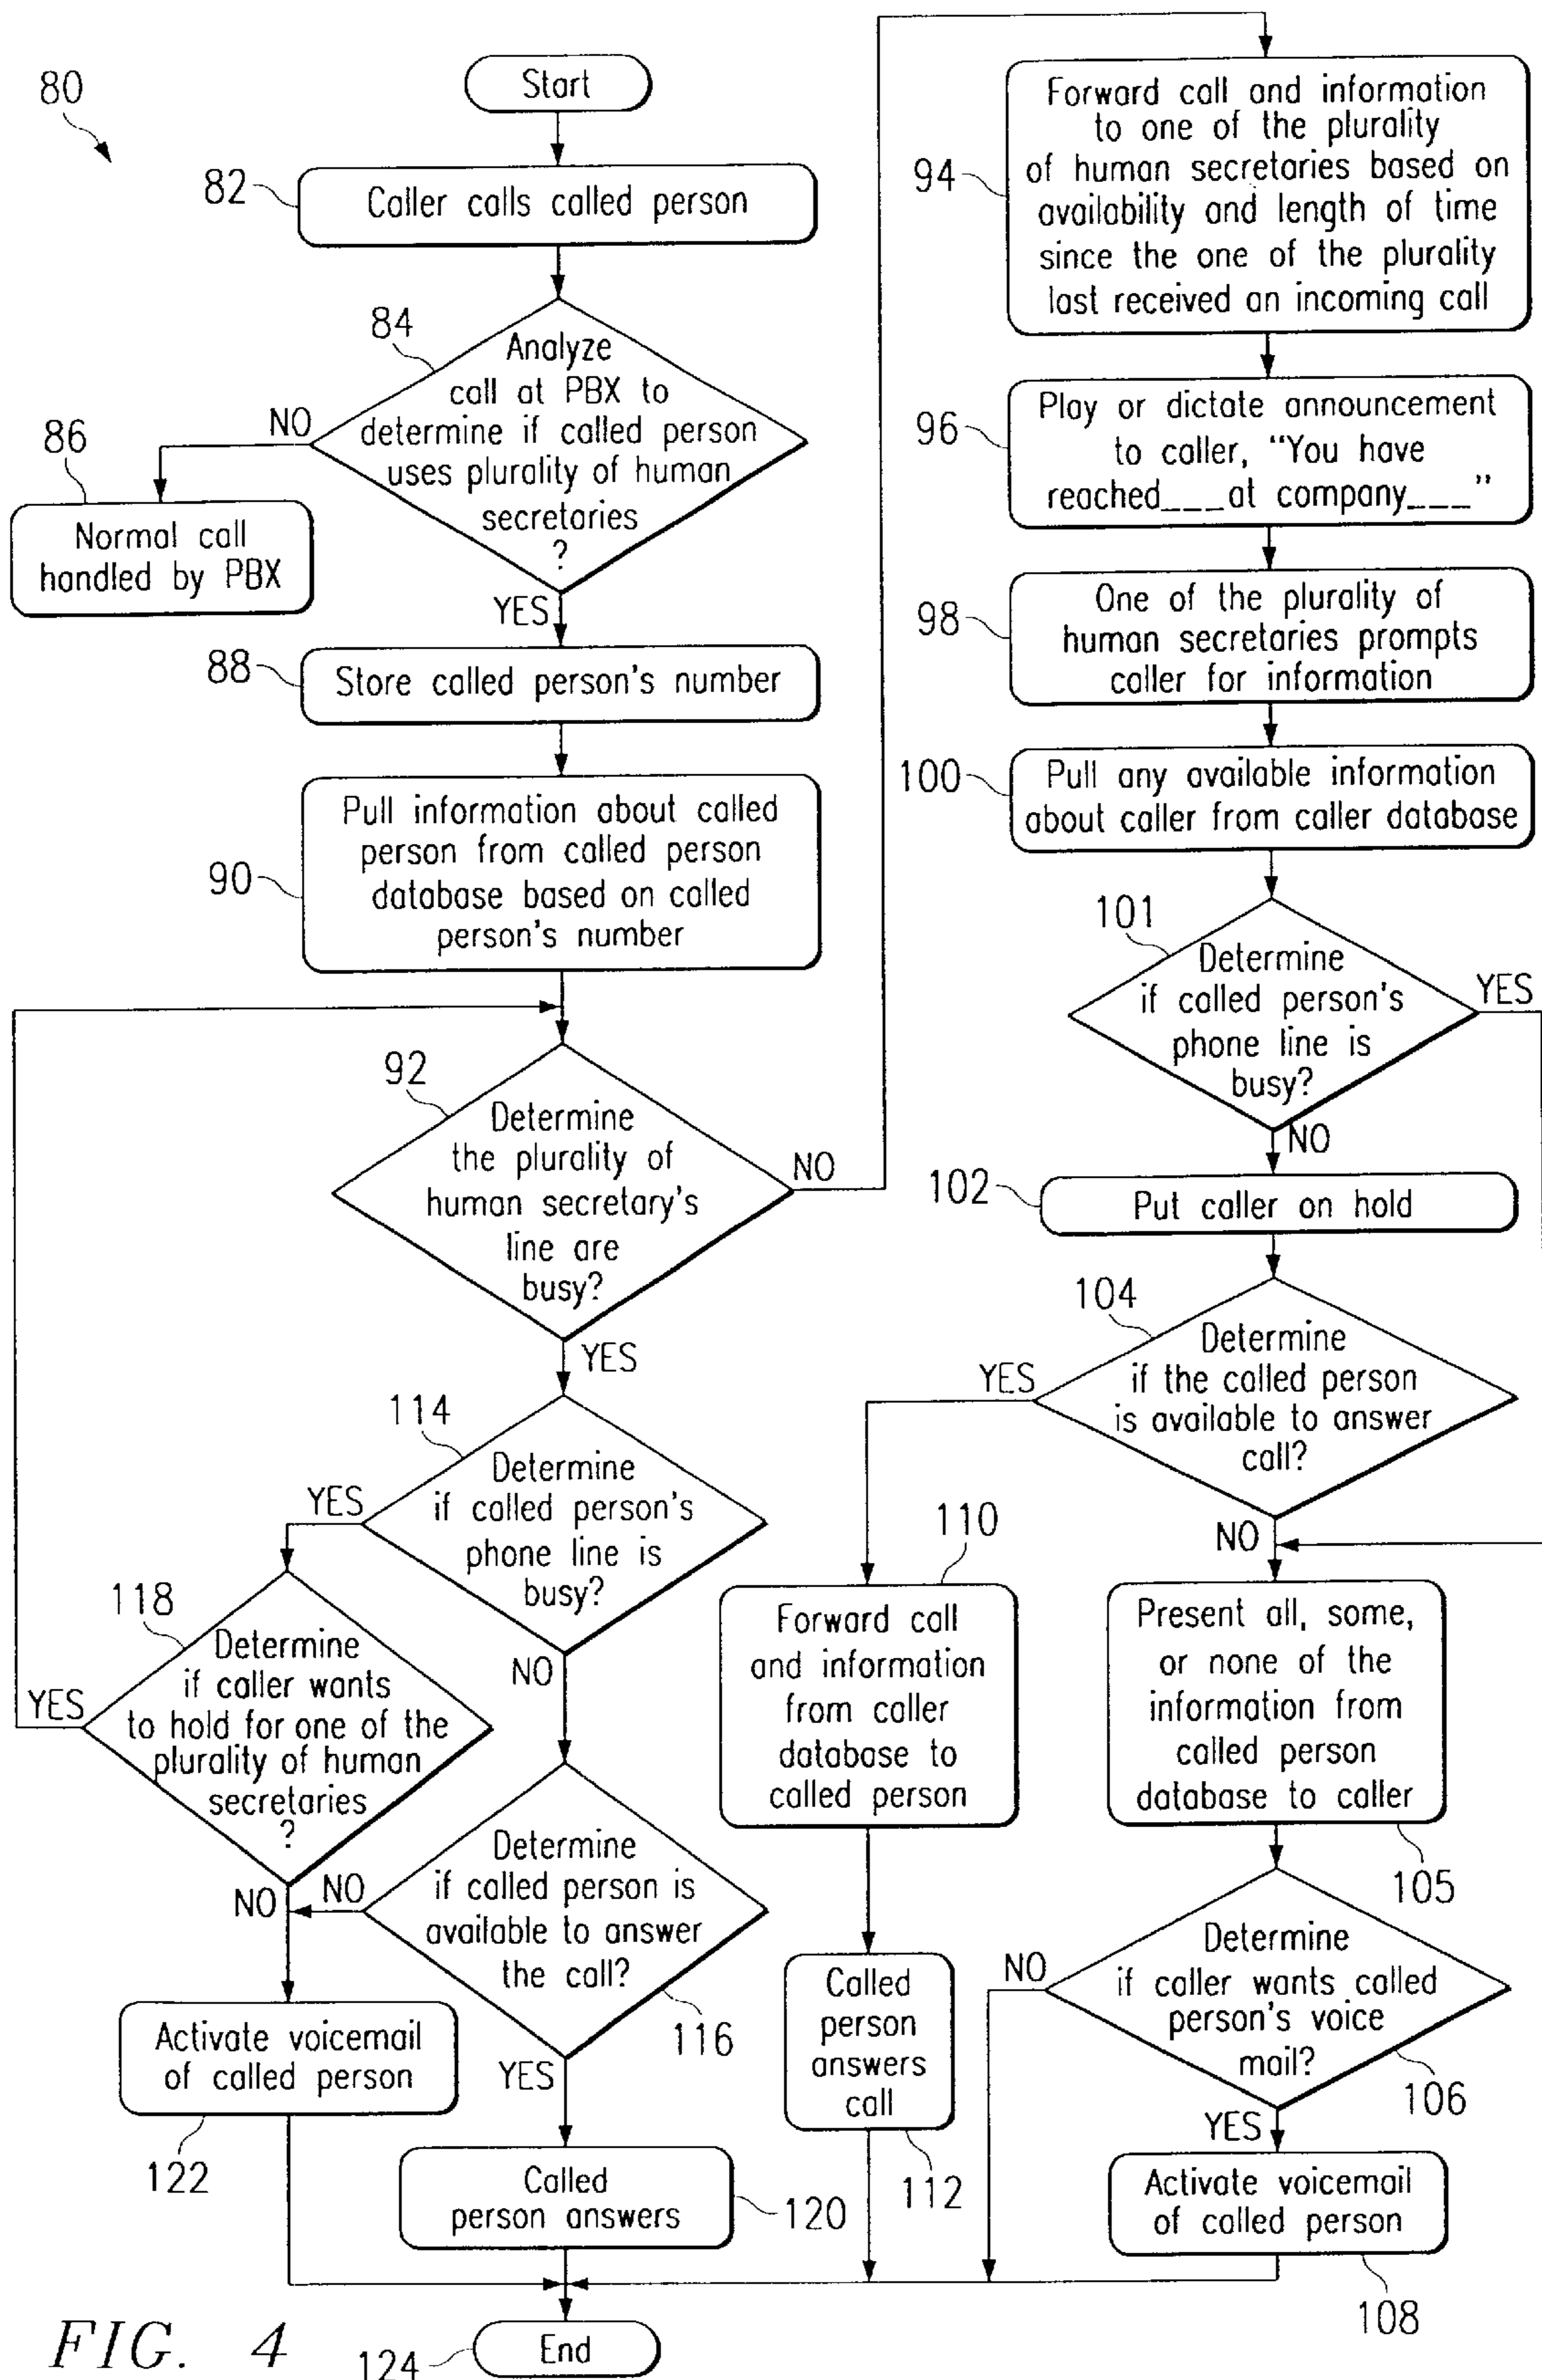 80
Start
82
Caller calls called person
84
Analyze
call at PBX to
determine if called person
uses plurality of human
secretaries
?
NO
86
Normal call
handled by PBX
YES
88
Store called person's number
90
Pull information about called
person from called person
database based on called
person's number
92
Determine
the plurality of
human secretary's
line are
busy?
NO
YES
114
Determine
if called person's
phone line is
busy?
YES
NO
118
Determine
if caller wants
to hold for one of the
plurality of human
secretaries
?
YES
NO
Determine
if called person is
available to answer
the call?
116
NO
YES
Activate voicemail
of called person
122
Called
person answers
120
94
Forward call and information
to one of the plurality
of human secretaries based on
availability and length of time
since the one of the plurality
last received an incoming call
96
Play or dictate announcement
to caller, "You have
reached___at company___"
98
One of the plurality of
human secretaries prompts
caller for information
100
Pull any available information
about caller from caller database
101
Determine
if called person's
phone line is
busy?
YES
NO
102
Put caller on hold
104
Determine
if the called person
is available to answer
call?
YES
NO
110
Forward call
and information
from caller
database to
called person
Called
person
answers
call
112
Present all, some,
or none of the
information from
called person
database to caller
105
Determine
if caller wants called
person's voice
mail?
106
NO
YES
Activate voicemail
of called person
108
End
124
FIG. 4